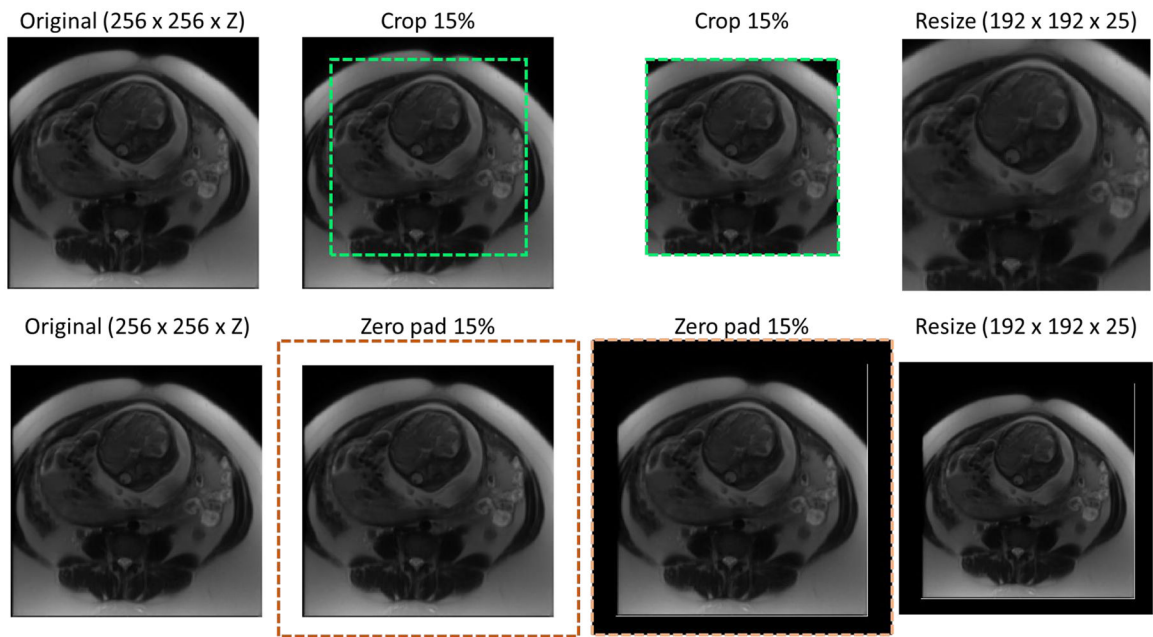 Original (256 x 256 x Z)
Crop 15%
Crop 15%
Resize (192 x 192 x 25)
Original (256 x 256 x Z)
Zero pad 15%
Zero pad 15%
Resize (192 x 192 x 25)